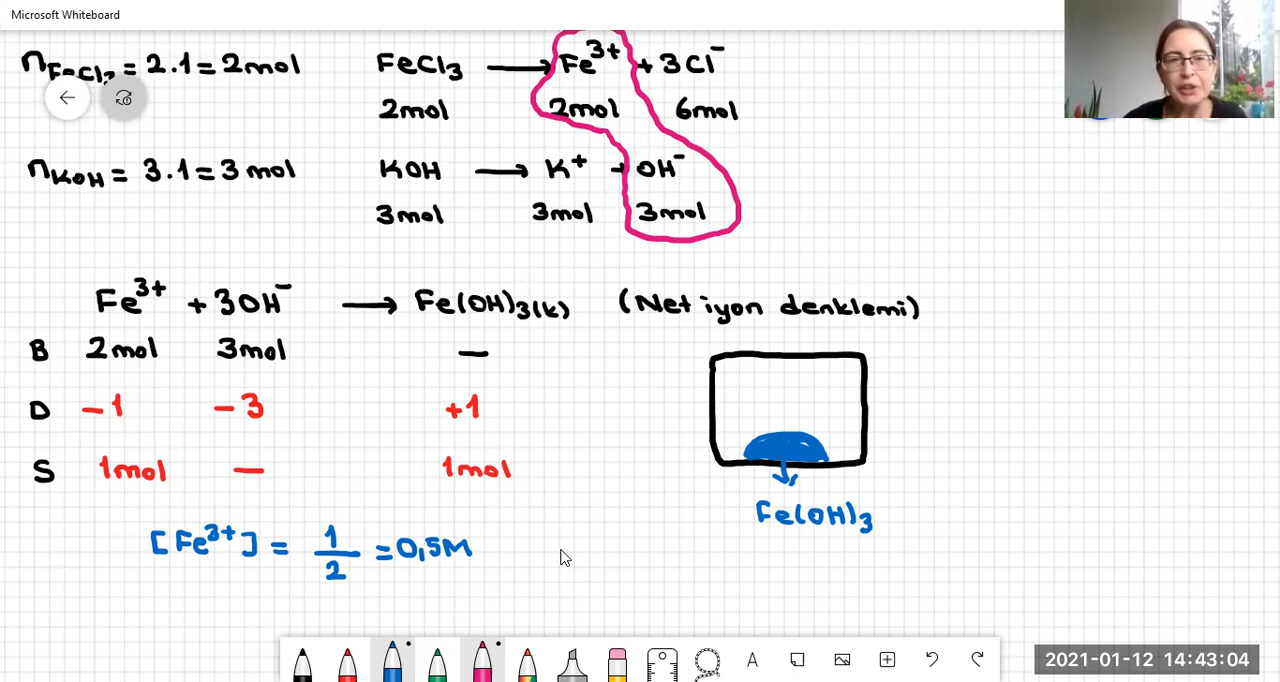 Microsoft Whiteboard
nFeCl3 = 2.1 = 2mol
FeCl3 → Fe3+ + 3Cl-
2mol 2mol 6mol
nKOH = 3.1 = 3 mol
KOH → K+ + OH-
3mol 3mol 3mol
Fe3+ + 3OH- → Fe(OH)3(k) (Net iyon denklemi)
B 2mol 3mol —
D -1 -3 +1
S 1mol — 1mol
Fe(OH)3
[Fe3+] = 1/2 = 0,5M
A
2021-01-12 14:43:04